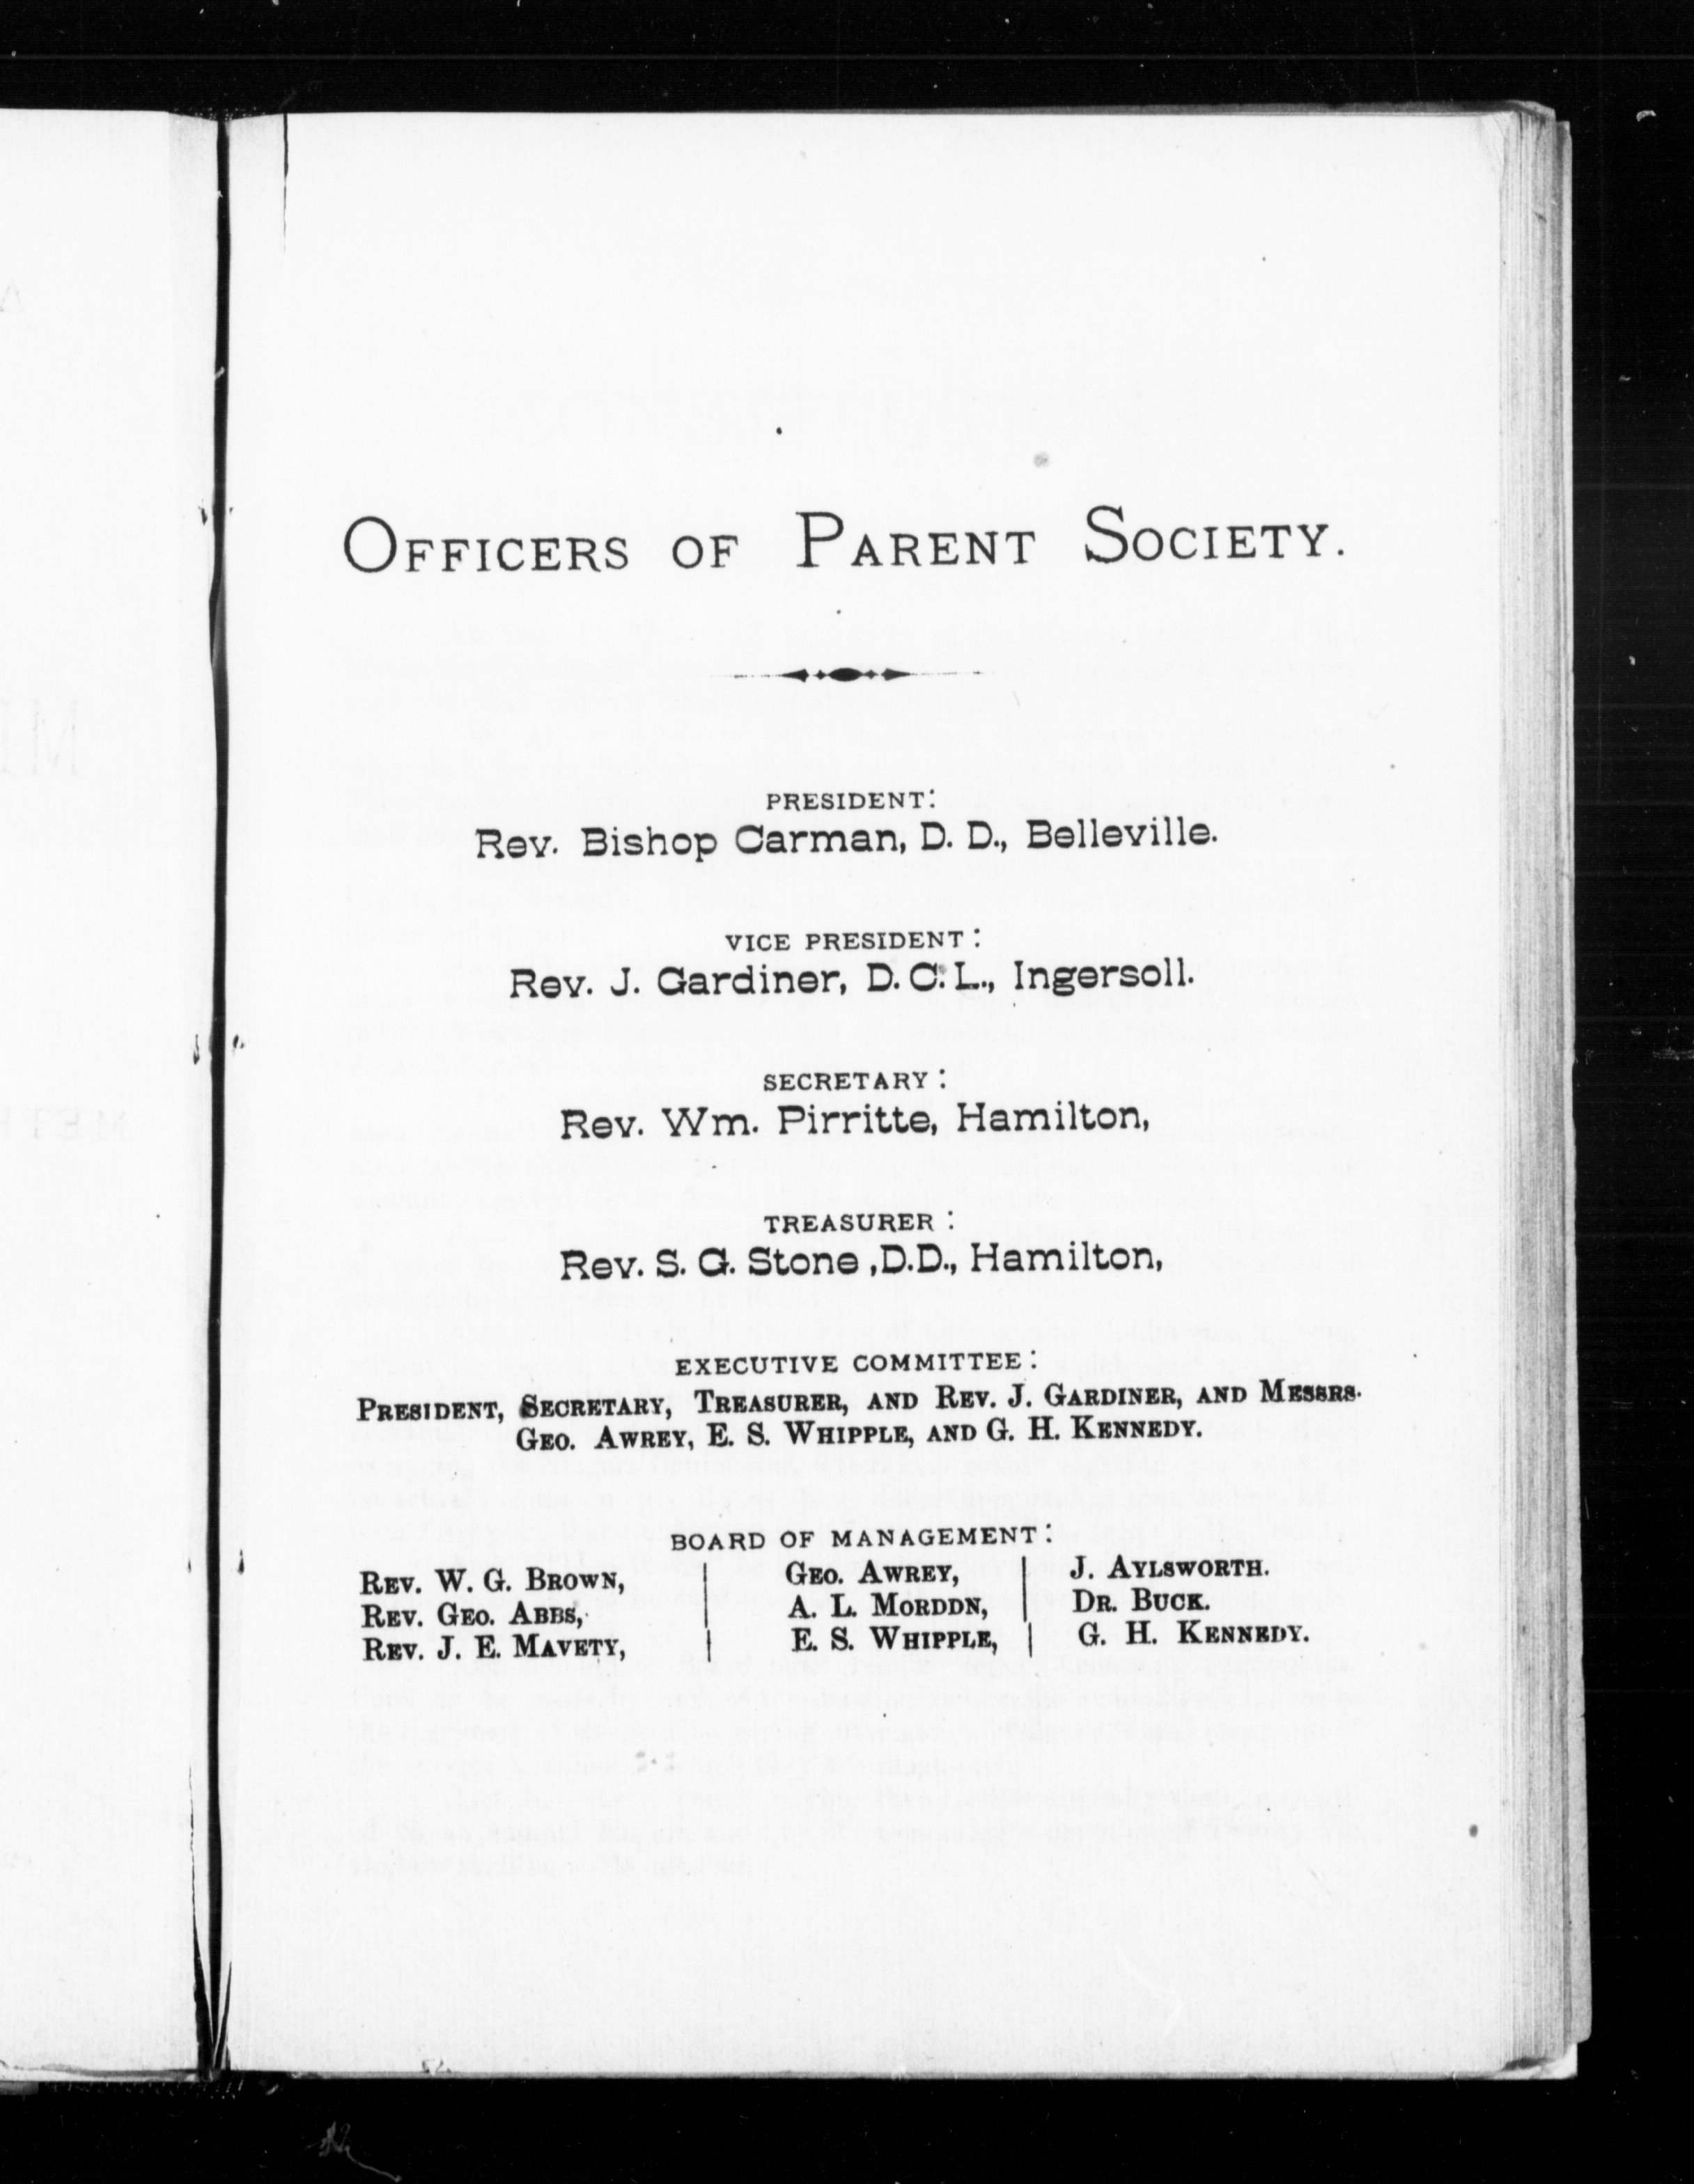 OFFICERS OF PARENT SOCIETY.
PRESIDENT:
Rev. Bishop Carman, D. D., Belleville.
VICE PRESIDENT:
Rev. J. Gardiner, D. C. L., Ingersoll.
SECRETARY:
Rev. Wm. Pirritte, Hamilton,
TREASURER:
Rev. S. G. Stone ,D.D., Hamilton,
EXECUTIVE COMMITTEE:
PRESIDENT, SECRETARY, TREASURER, AND REV. J. GARDINER, AND MESSRS.
GEO. AWREY, E. S. WHIPPLE, AND G. H. KENNEDY.
BOARD OF MANAGEMENT:
REV. W. G. BROWN, | GEO. AWREY, | J. AYLSWORTH.
REV. GEO. ABBS, | A. L. MORDDN, | DR. BUCK.
REV. J. E. MAVETY, | E. S. WHIPPLE, | G. H. KENNEDY.